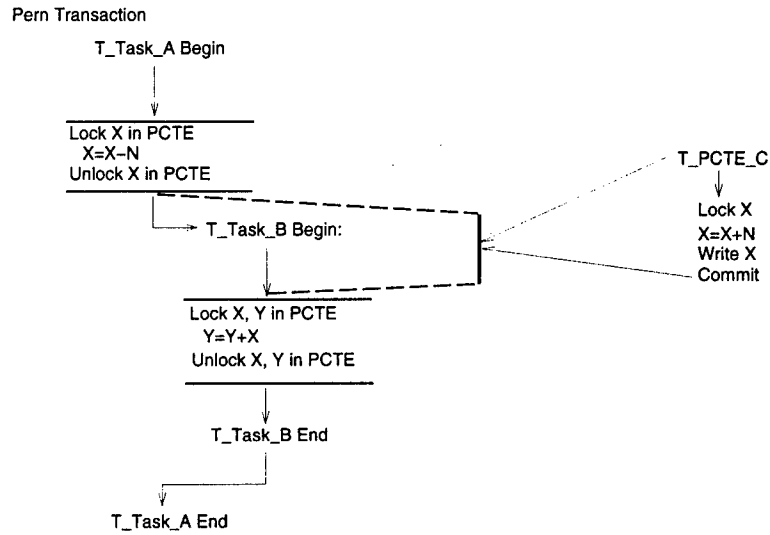 Pern Transaction
T_Task_A Begin
Lock X in PCTE
X=X−N
Unlock X in PCTE
T_Task_B Begin:
Lock X, Y in PCTE
Y=Y+X
Unlock X, Y in PCTE
T_Task_B End
T_Task_A End
T_PCTE_C
Lock X
X=X+N
Write X
Commit